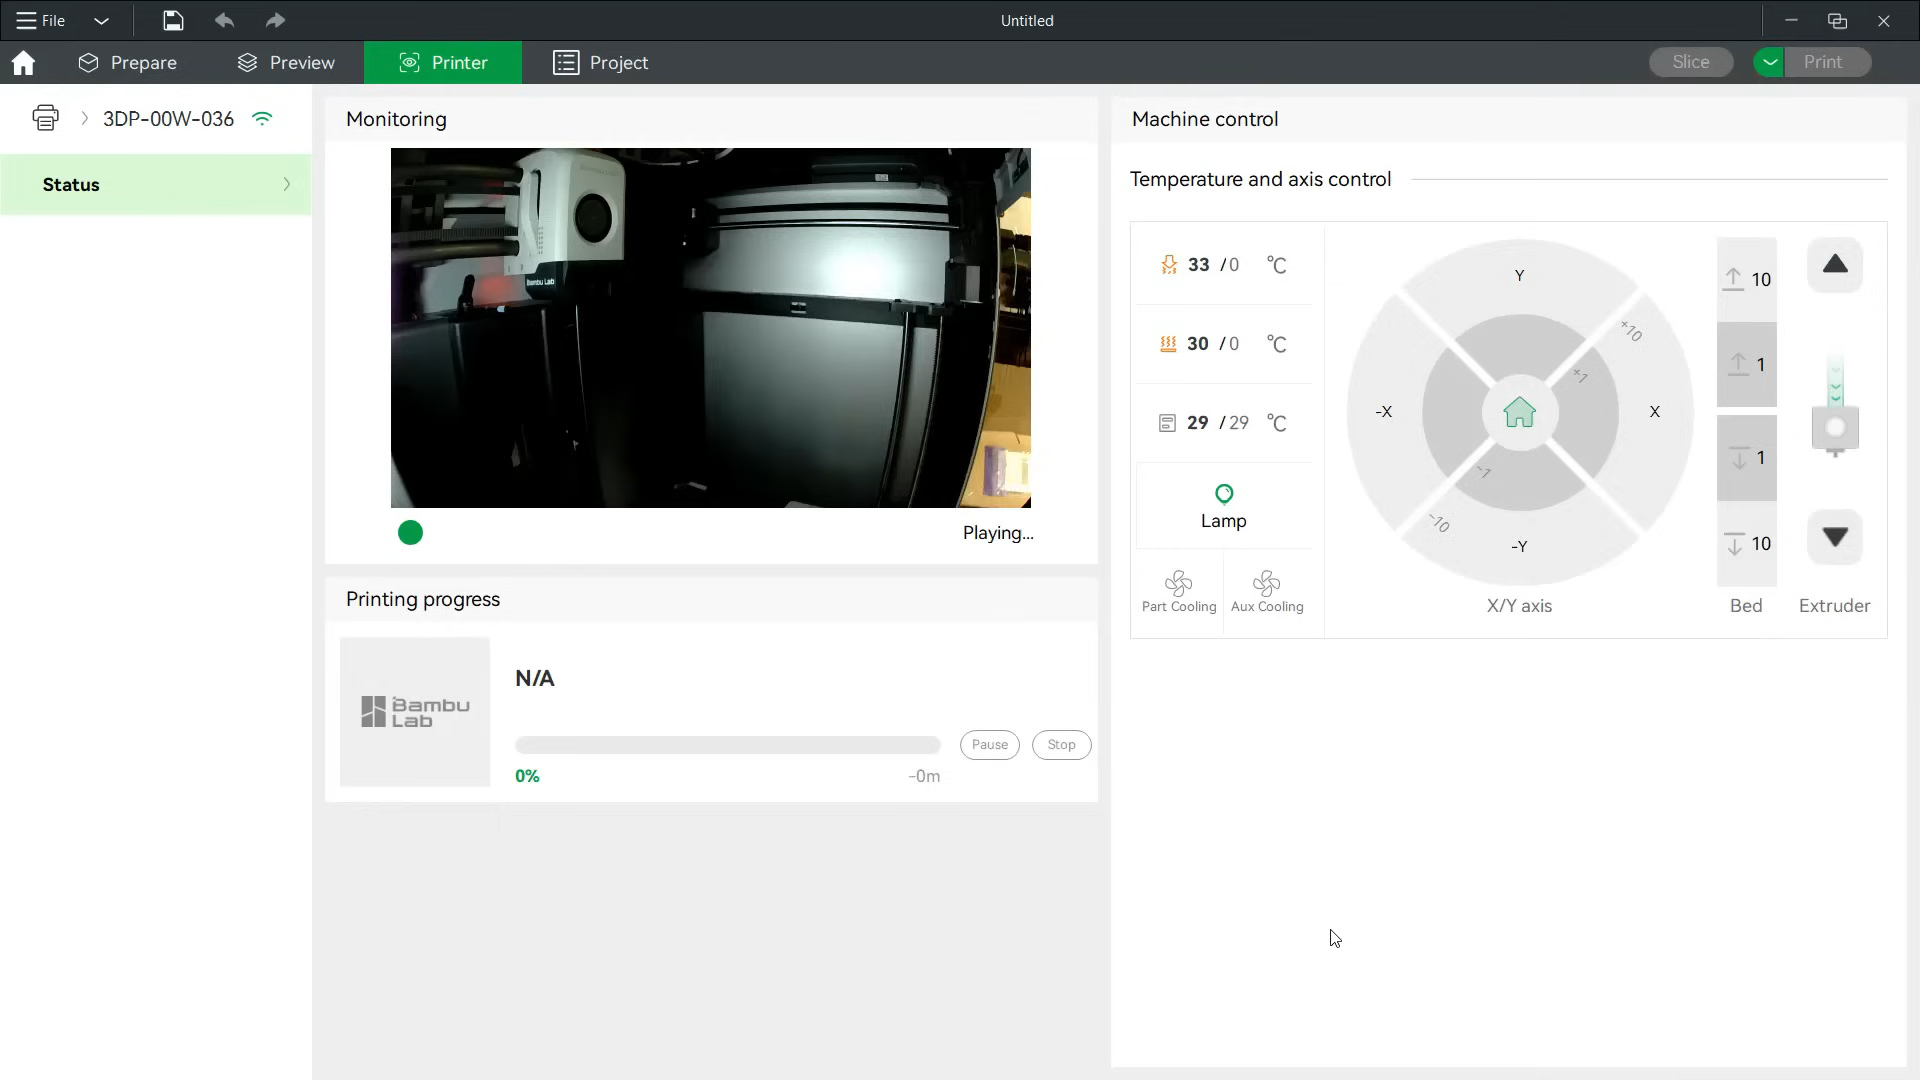 File
Untitled
Prepare
Preview
Printer
Project
Slice
Print
3DP-00W-036
Status
Monitoring
Bambu Lab
Playing...
Printing progress
Bambu
Lab
N/A
Pause
Stop
0%
-0m
Machine control
Temperature and axis control
33 /0 °C
30 /0 °C
29 /29 °C
Lamp
Part Cooling
Aux Cooling
Y
+10
+1
-X
X
-1
-10
-Y
X/Y axis
10
1
1
10
Bed
Extruder